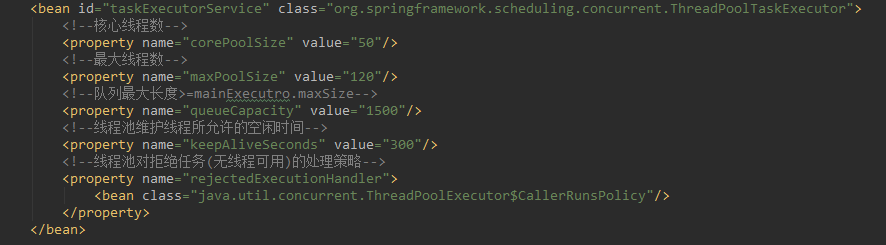 <bean id="taskExecutorService" class="org.springframework.scheduling.concurrent.ThreadPoolTaskExecutor">
<!--核心线程数-->
<property name="corePoolSize" value="50"/>
<!--最大线程数-->
<property name="maxPoolSize" value="120"/>
<!--队列最大长度>=mainExecutro.maxSize-->
<property name="queueCapacity" value="1500"/>
<!--线程池维护线程所允许的空闲时间-->
<property name="keepAliveSeconds" value="300"/>
<!--线程池对拒绝任务(无线程可用)的处理策略-->
<property name="rejectedExecutionHandler">
<bean class="java.util.concurrent.ThreadPoolExecutor$CallerRunsPolicy"/>
</property>
</bean>